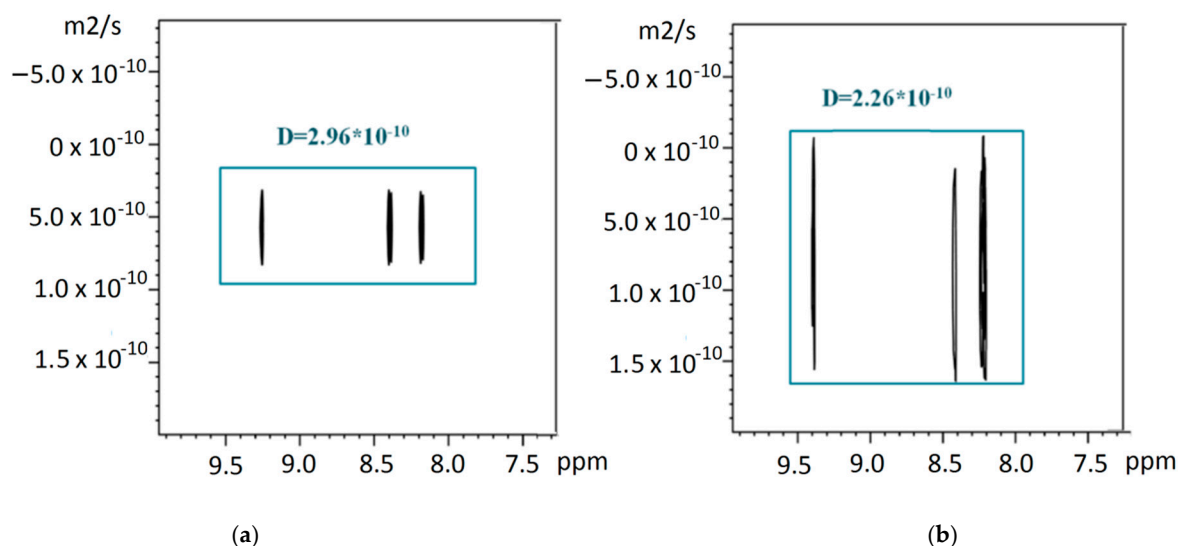 m2/s
−5.0 x 10⁻¹⁰
0 x 10⁻¹⁰
5.0 x 10⁻¹⁰
1.0 x 10⁻¹⁰
1.5 x 10⁻¹⁰
D=2.96*10⁻¹⁰
9.5 9.0 8.5 8.0 7.5 ppm
(a)
m2/s
−5.0 x 10⁻¹⁰
0 x 10⁻¹⁰
5.0 x 10⁻¹⁰
1.0 x 10⁻¹⁰
1.5 x 10⁻¹⁰
D=2.26*10⁻¹⁰
9.5 9.0 8.5 8.0 7.5 ppm
(b)